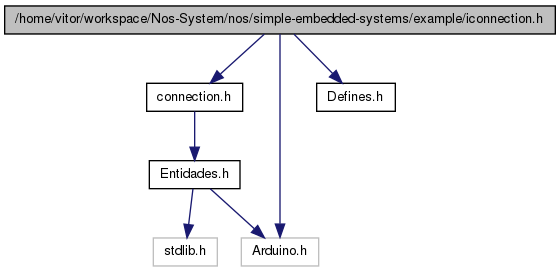 /home/vitor/workspace/Nos-System/nos/simple-embedded-systems/example/iconnection.h
connection.h
Defines.h
Entidades.h
stdlib.h
Arduino.h